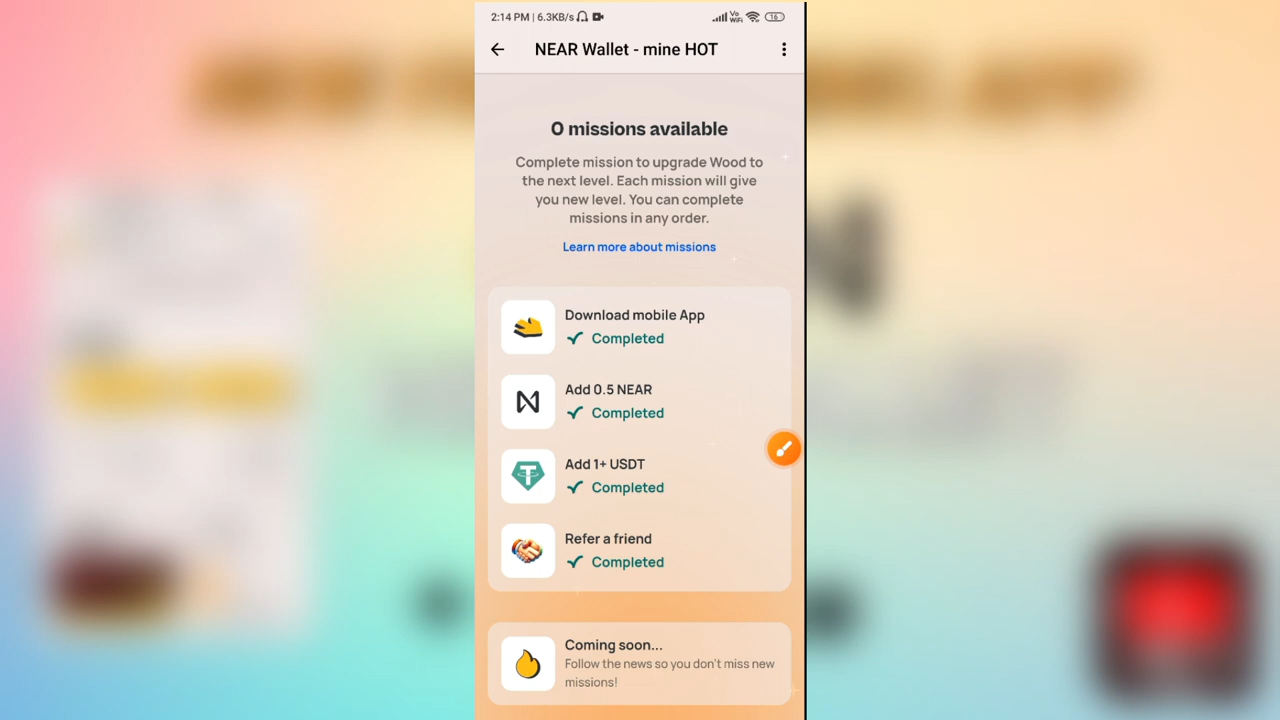 2:14 PM | 6.3KB/s
Vo
WiFi
16
NEAR Wallet - mine HOT
0 missions available
Complete mission to upgrade Wood to
the next level. Each mission will give
you new level. You can complete
missions in any order.
Learn more about missions
Download mobile App
Completed
Add 0.5 NEAR
Completed
Add 1+ USDT
Completed
Refer a friend
Completed
Coming soon...
Follow the news so you don't miss new
missions!